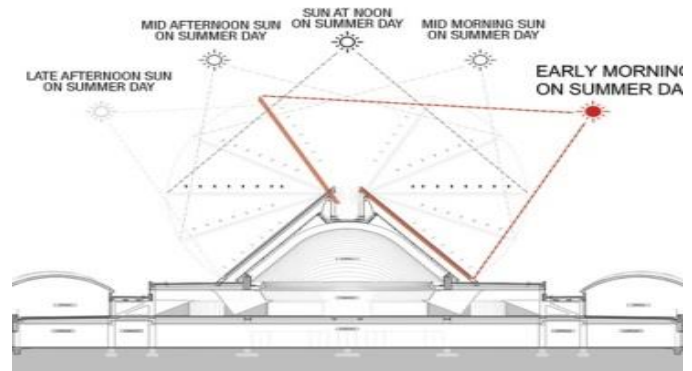 SUN AT NOON
ON SUMMER DAY
MID AFTERNOON SUN
ON SUMMER DAY
MID MORNING SUN
ON SUMMER DAY
LATE AFTERNOON SUN
ON SUMMER DAY
EARLY MORNING
ON SUMMER DA